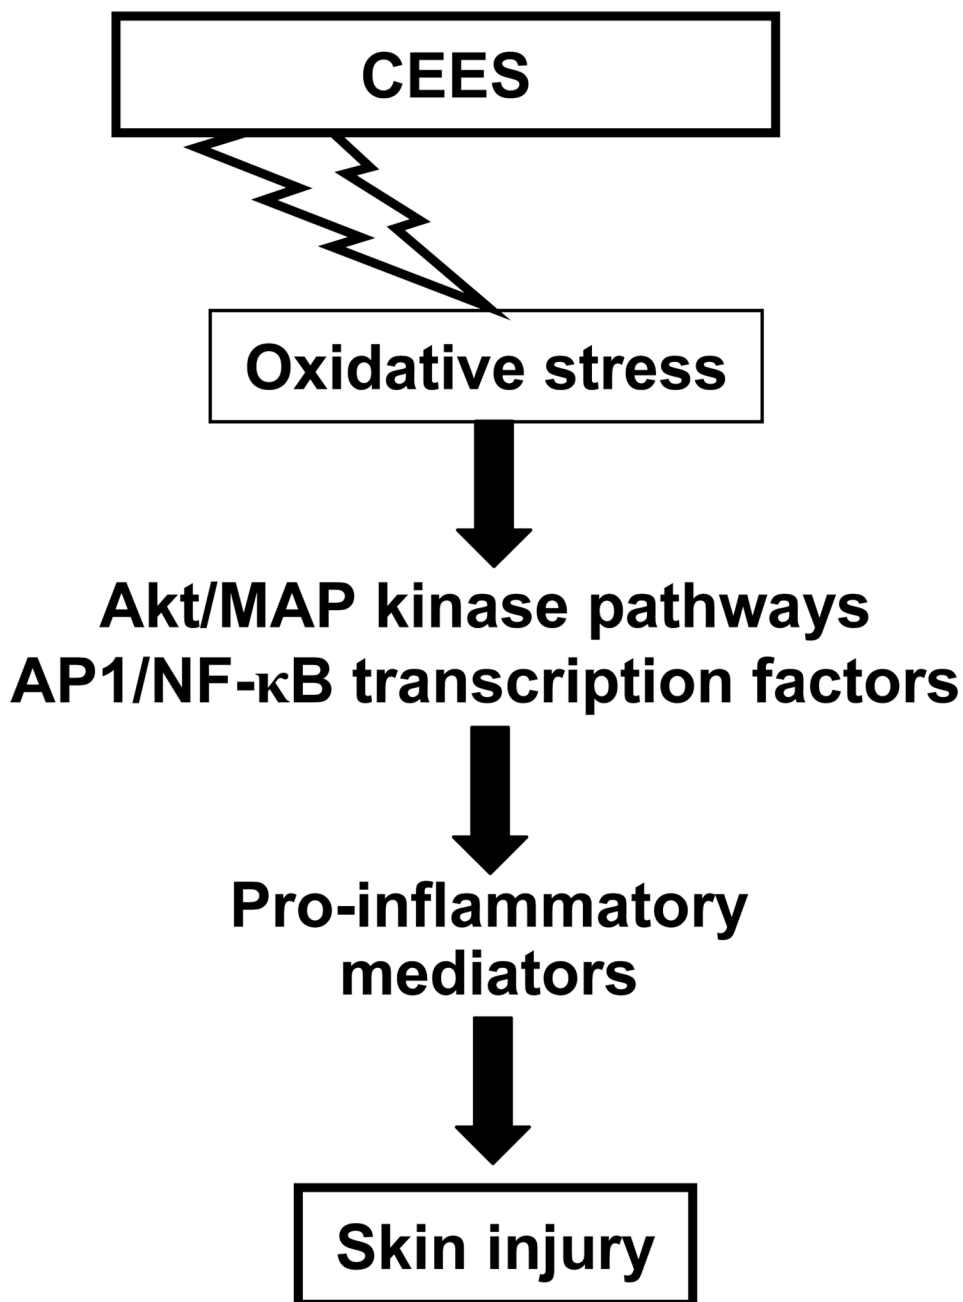 CEES
Oxidative stress
Akt/MAP kinase pathways
AP1/NF-κB transcription factors
Pro-inflammatory
mediators
Skin injury